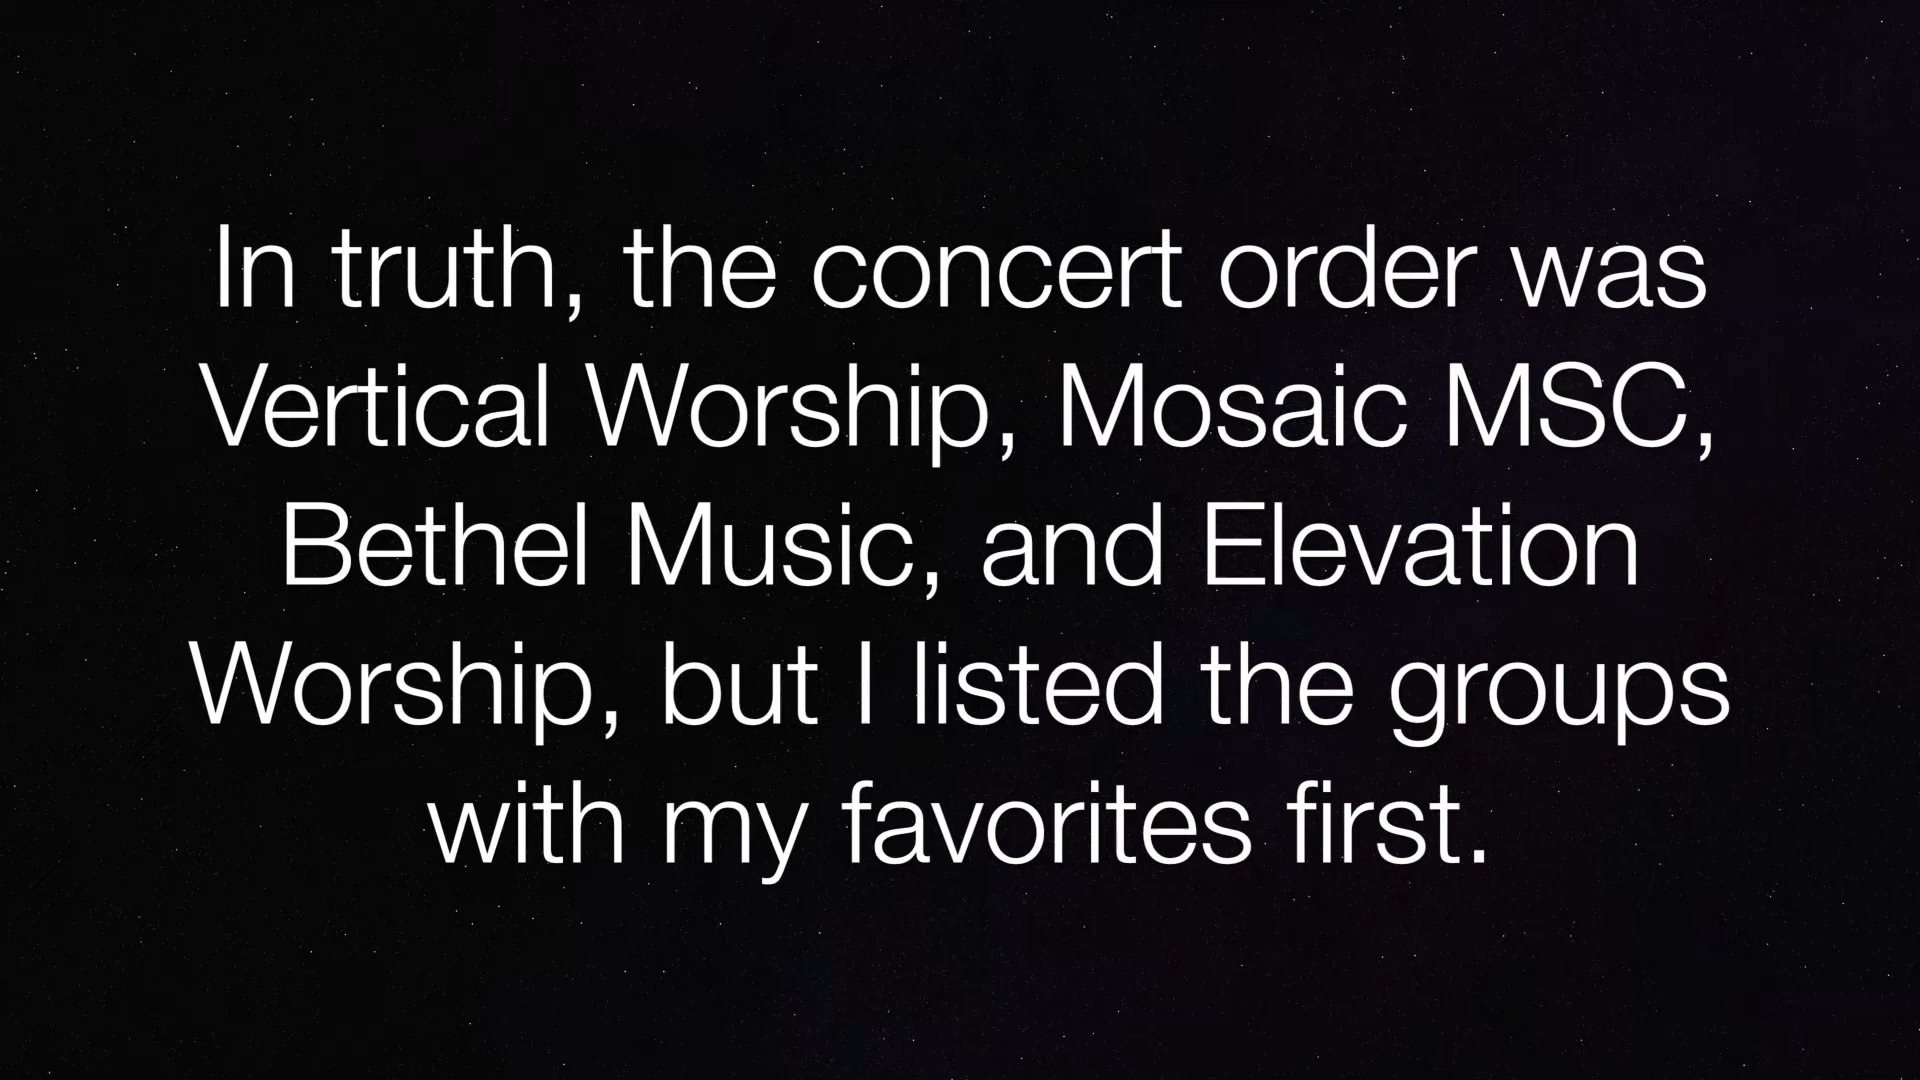 In truth, the concert order was
Vertical Worship, Mosaic MSC,
Bethel Music, and Elevation
Worship, but I listed the groups
with my favorites first.